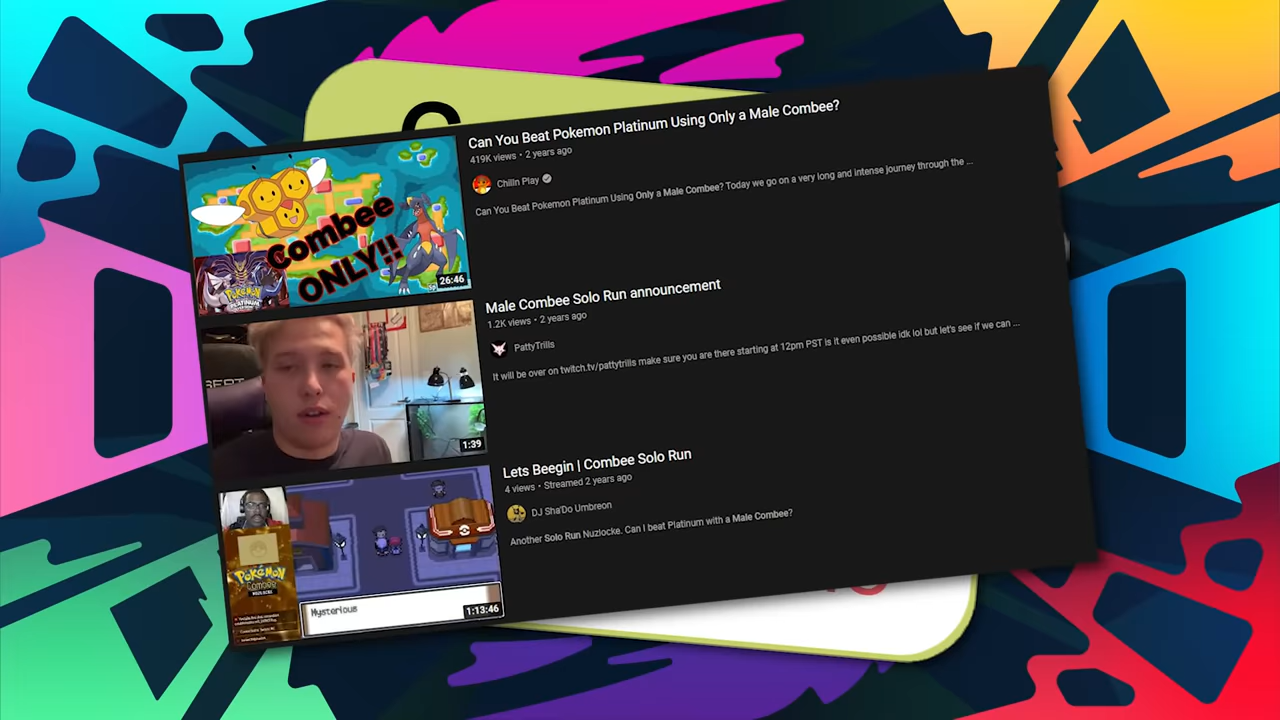 Can You Beat Pokemon Platinum Using Only a Male Combee?
419K views • 2 years ago
Chilln Play
Can You Beat Pokemon Platinum Using Only a Male Combee? Today we go on a very long and intense journey through the ...
Combee
ONLY!!
POKéMON
PLATINUM
26:46
Male Combee Solo Run announcement
1.2K views • 2 years ago
PattyTrills
It will be over on twitch.tv/pattytrills make sure you are there starting at 12pm PST is it even possible idk lol but let's see if we can ...
1:39
Lets Beegin | Combee Solo Run
4 views • Streamed 2 years ago
DJ Sha'Do Umbreon
Another Solo Run Nuzlocke. Can I beat Platinum with a Male Combee?
POKéMON
Combee
Mysterious
1:13:46